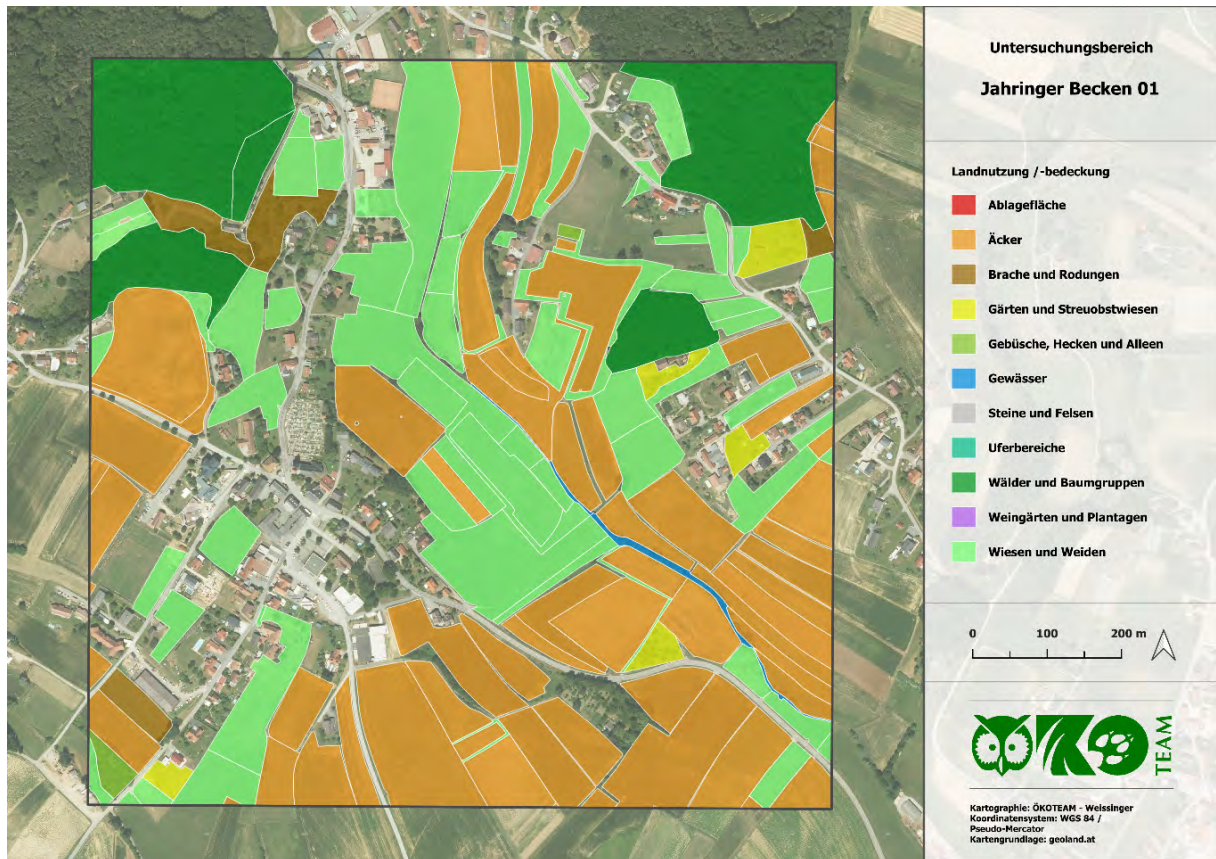 Untersuchungsbereich
Jahringer Becken 01
Landnutzung /-bedeckung
Ablagefläche
Äcker
Brache und Rodungen
Gärten und Streuobstwiesen
Gebüsche, Hecken und Alleen
Gewässer
Steine und Felsen
Uferbereiche
Wälder und Baumgruppen
Weingärten und Plantagen
Wiesen und Weiden
0 100 200 m
ÖKO
TEAM
Kartographie: ÖKOTEAM - Weissinger
Koordinatensystem: WGS 84 /
Pseudo-Mercator
Kartengrundlage: geoland.at